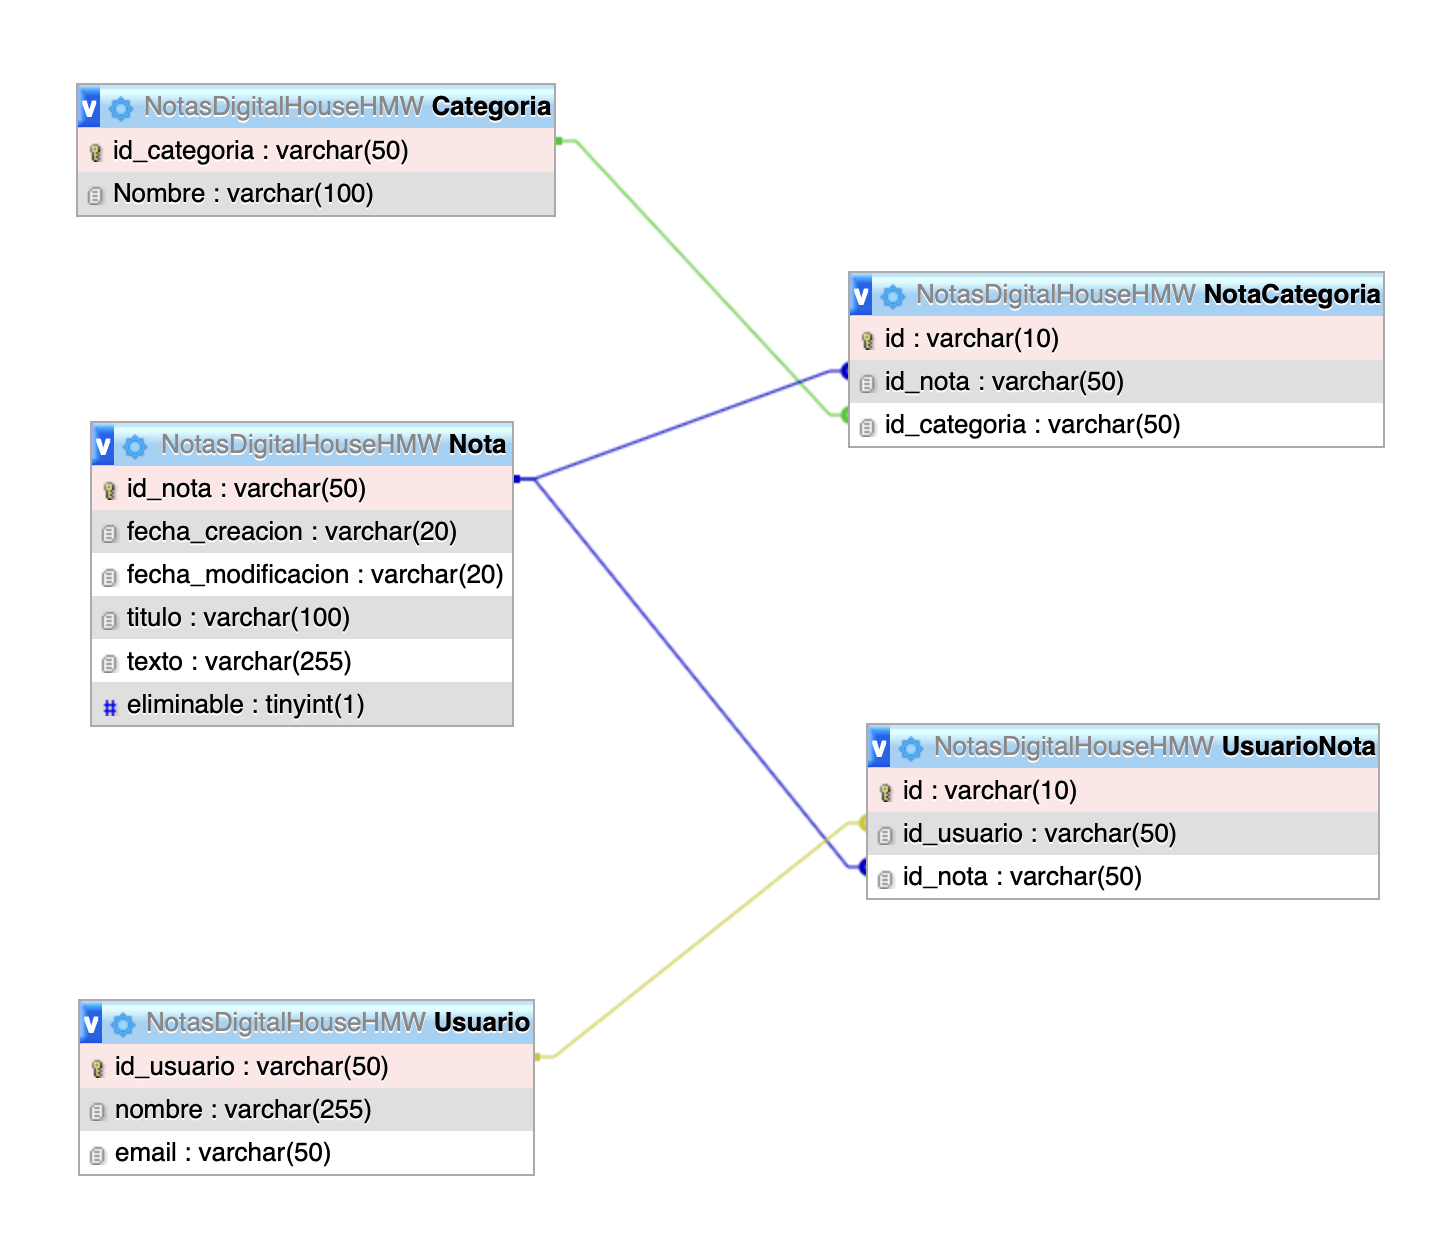 v NotasDigitalHouseHMW Categoria
id_categoria : varchar(50)
Nombre : varchar(100)
v NotasDigitalHouseHMW NotaCategoria
id : varchar(10)
id_nota : varchar(50)
id_categoria : varchar(50)
v NotasDigitalHouseHMW Nota
id_nota : varchar(50)
fecha_creacion : varchar(20)
fecha_modificacion : varchar(20)
titulo : varchar(100)
texto : varchar(255)
# eliminable : tinyint(1)
v NotasDigitalHouseHMW UsuarioNota
id : varchar(10)
id_usuario : varchar(50)
id_nota : varchar(50)
v NotasDigitalHouseHMW Usuario
id_usuario : varchar(50)
nombre : varchar(255)
email : varchar(50)